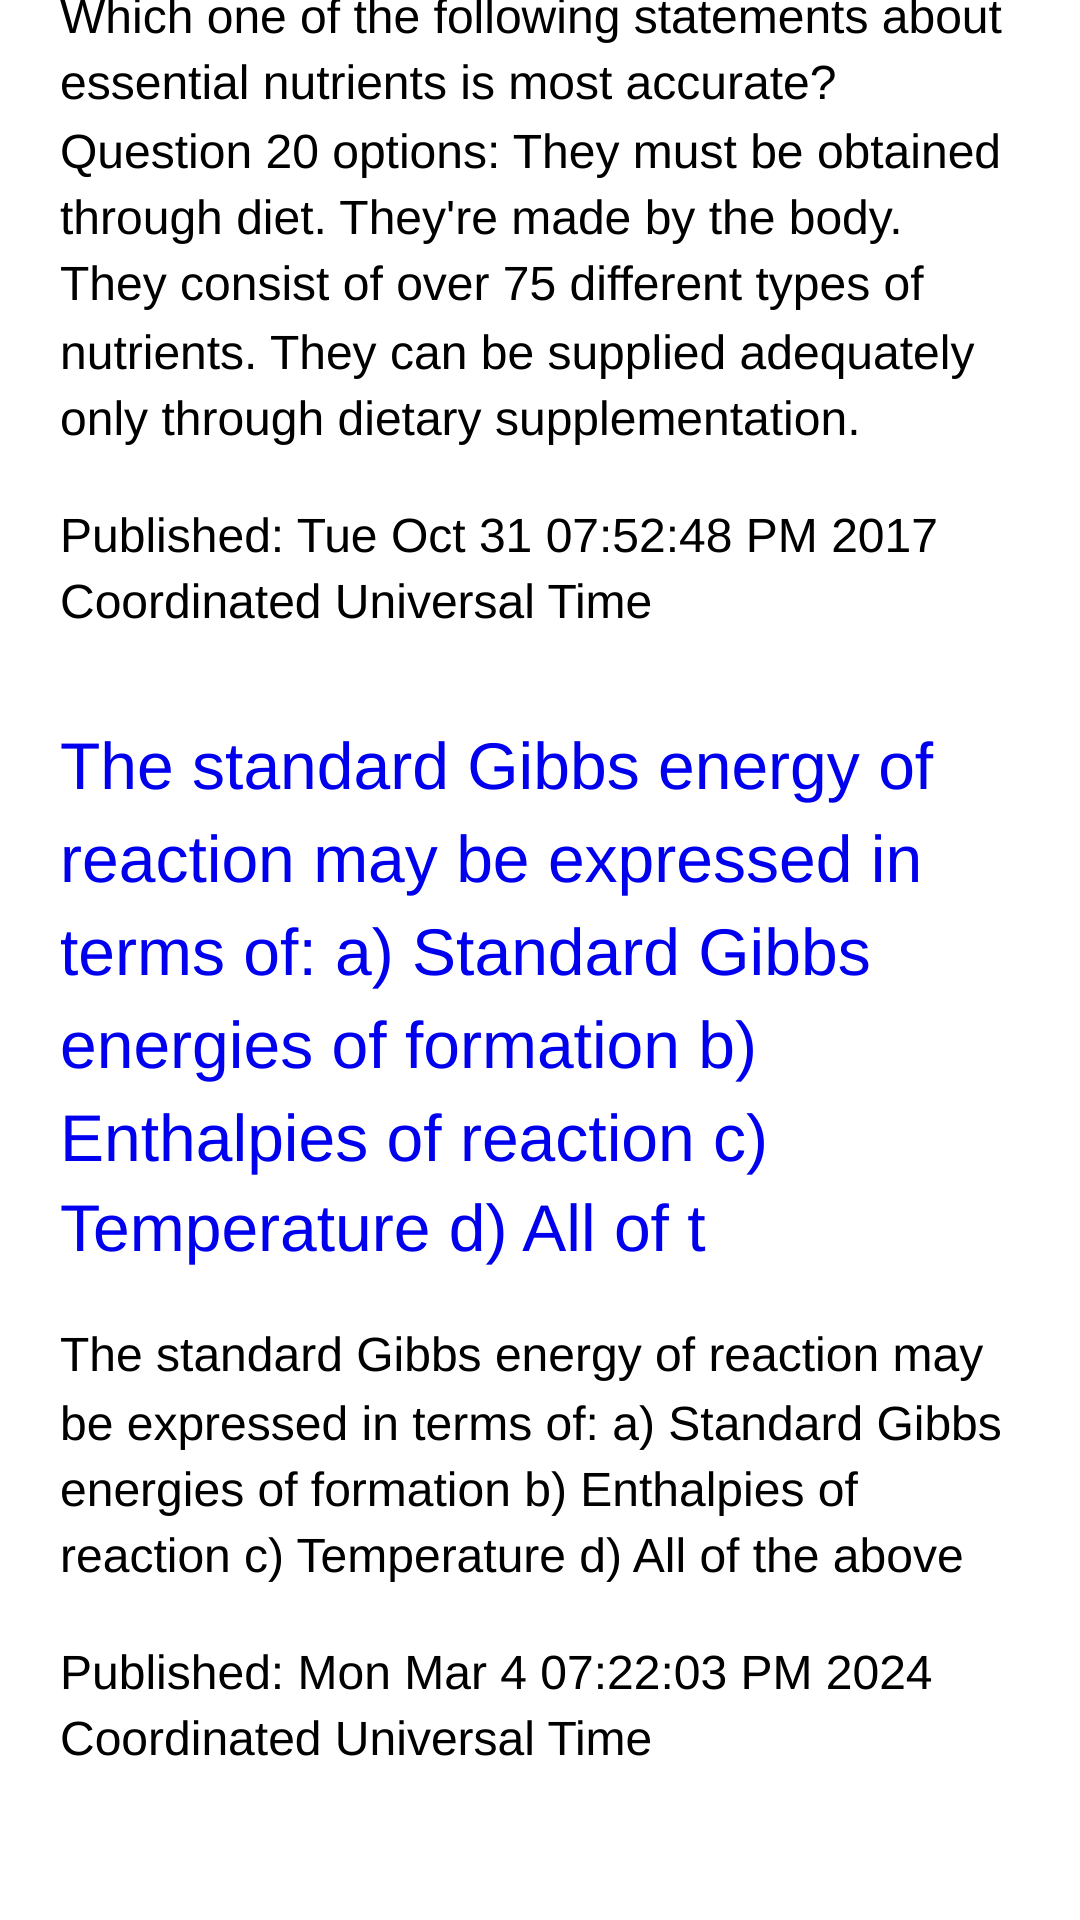 Which one of the following statements about
essential nutrients is most accurate?
Question 20 options: They must be obtained
through diet. They're made by the body.
They consist of over 75 different types of
nutrients. They can be supplied adequately
only through dietary supplementation.
Published: Tue Oct 31 07:52:48 PM 2017
Coordinated Universal Time
The standard Gibbs energy of
reaction may be expressed in
terms of: a) Standard Gibbs
energies of formation b)
Enthalpies of reaction c)
Temperature d) All of t
The standard Gibbs energy of reaction may
be expressed in terms of: a) Standard Gibbs
energies of formation b) Enthalpies of
reaction c) Temperature d) All of the above
Published: Mon Mar 4 07:22:03 PM 2024
Coordinated Universal Time